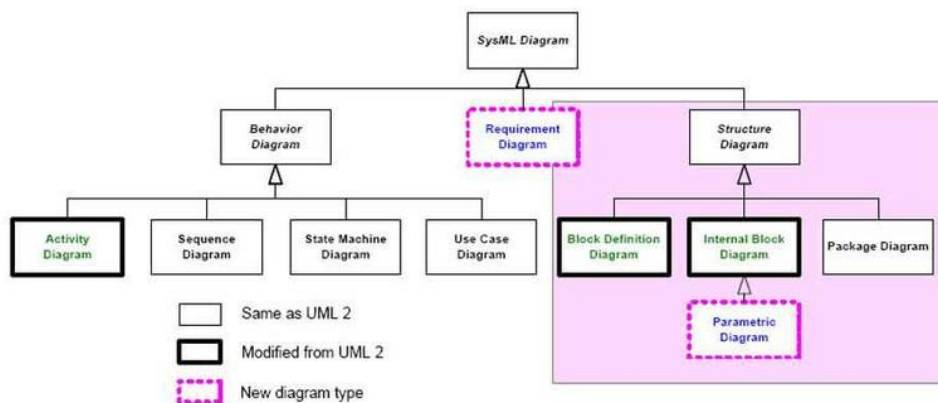 SysML Diagram
Behavior
Diagram
Requirement
Diagram
Structure
Diagram
Activity
Diagram
Sequence
Diagram
State Machine
Diagram
Use Case
Diagram
Block Definition
Diagram
Internal Block
Diagram
Package Diagram
Parametric
Diagram
Same as UML 2
Modified from UML 2
New diagram type